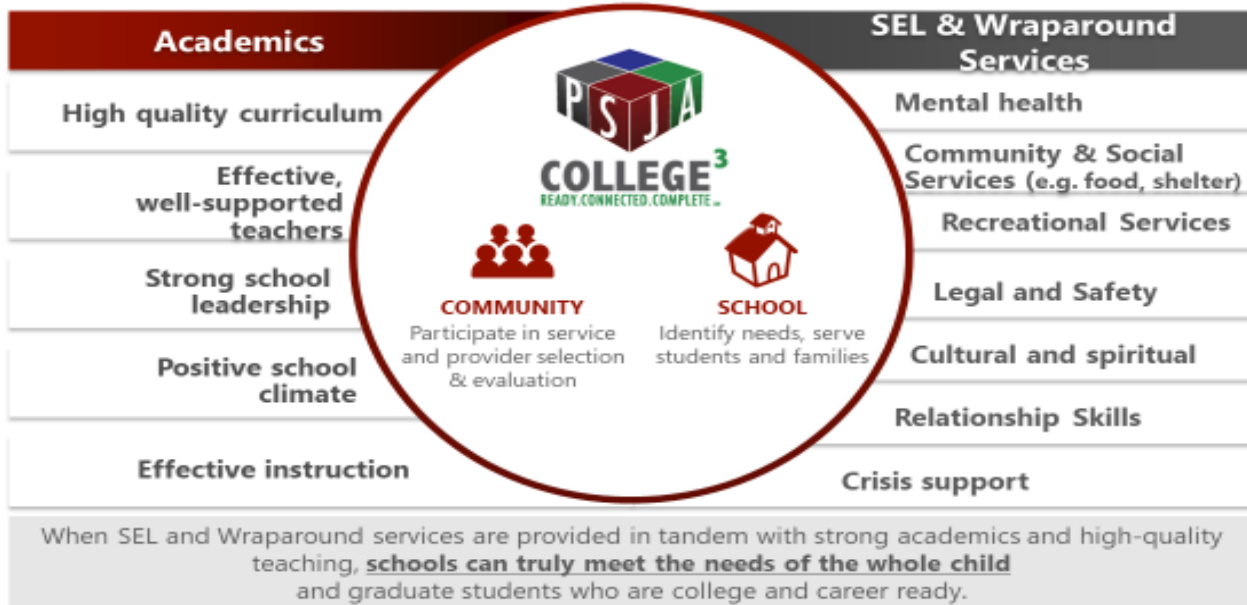 Academics
High quality curriculum
Effective,
well-supported
teachers
Strong school
leadership
Positive school
climate
Effective instruction
PSJA
COLLEGE³
READY.CONNECTED.COMPLETE
COMMUNITY
Participate in service
and provider selection
& evaluation
SCHOOL
Identify needs, serve
students and families
SEL & Wraparound
Services
Mental health
Community & Social
Services (e.g. food, shelter)
Recreational Services
Legal and Safety
Cultural and spiritual
Relationship Skills
Crisis support
When SEL and Wraparound services are provided in tandem with strong academics and high-quality
teaching, schools can truly meet the needs of the whole child
and graduate students who are college and career ready.